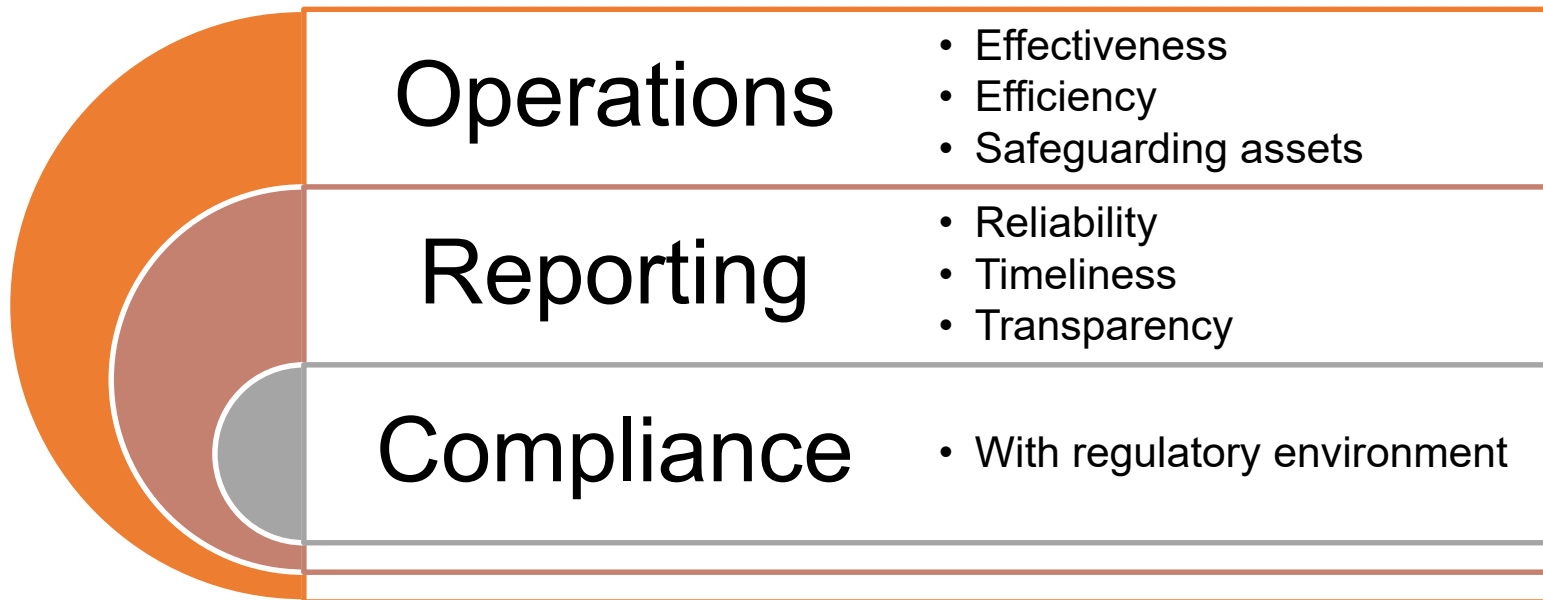 Operations
• Effectiveness
• Efficiency
• Safeguarding assets
Reporting
• Reliability
• Timeliness
• Transparency
Compliance
• With regulatory environment